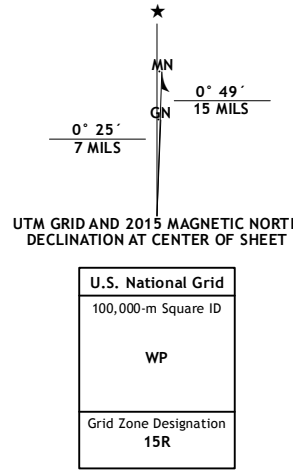 ★
MN
0° 49´
15 MILS
GN
0° 25´
7 MILS
UTM GRID AND 2015 MAGNETIC NORTH
DECLINATION AT CENTER OF SHEET
U.S. National Grid
100,000-m Square ID
WP
Grid Zone Designation
15R